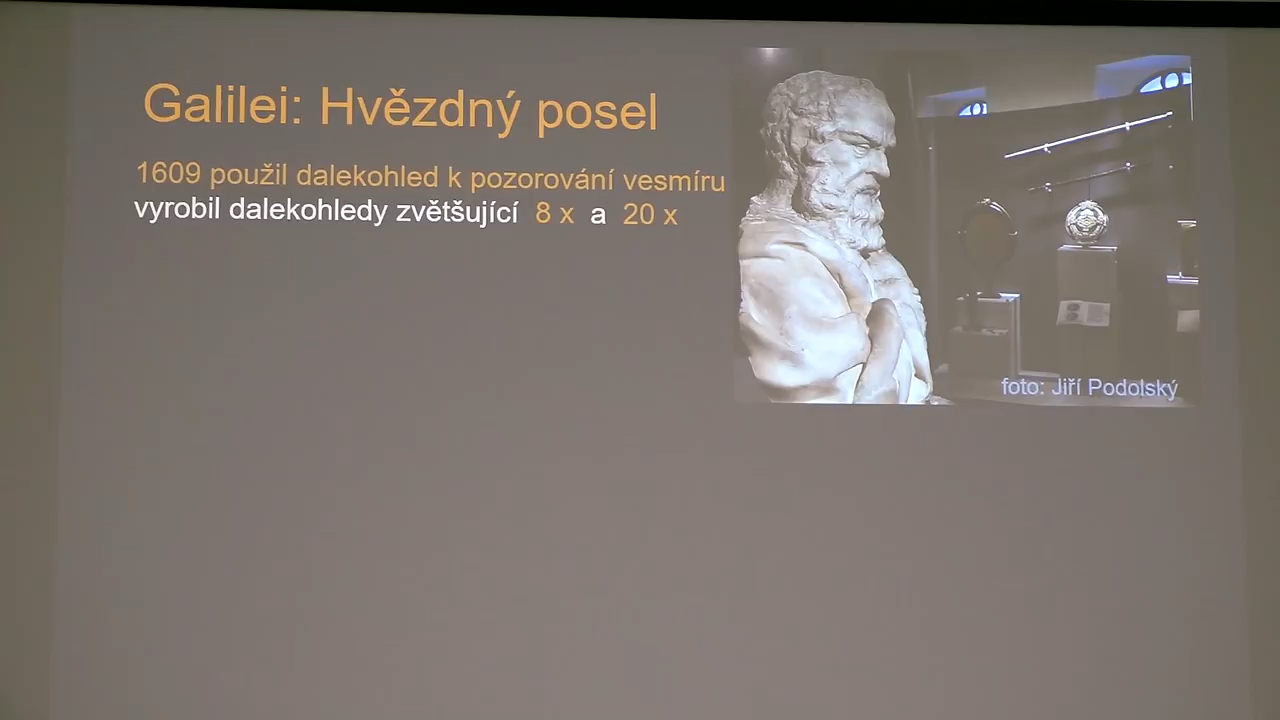 Galilei: Hvězdný posel
1609 použil dalekohled k pozorování vesmíru
vyrobil dalekohledy zvětšující 8 x a 20 x
foto: Jiří Podolský